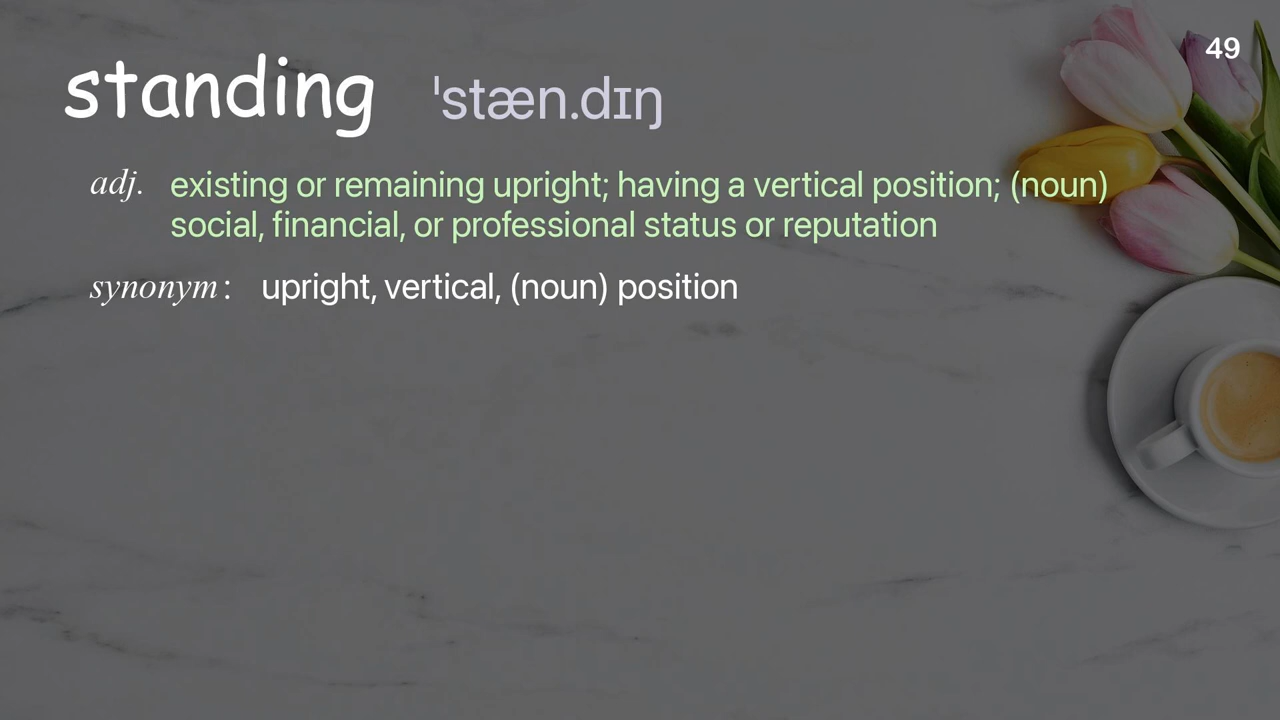 49
standing ˈstæn.dɪŋ
adj. existing or remaining upright; having a vertical position; (noun)
social, financial, or professional status or reputation
synonym: upright, vertical, (noun) position